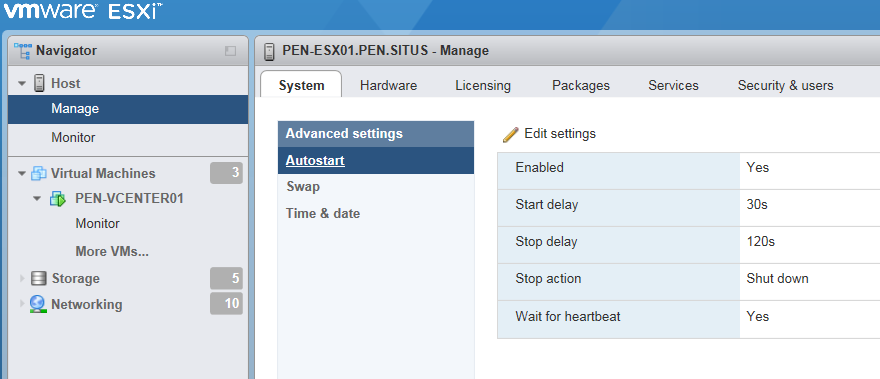 vmware ESXi™
Navigator
Host
Manage
Monitor
Virtual Machines 3
PEN-VCENTER01
Monitor
More VMs...
Storage 5
Networking 10
PEN-ESX01.PEN.SITUS - Manage
System Hardware Licensing Packages Services Security & users
Advanced settings
Autostart
Swap
Time & date
Edit settings
Enabled Yes
Start delay 30s
Stop delay 120s
Stop action Shut down
Wait for heartbeat Yes